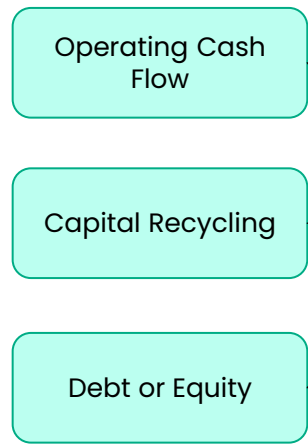 Operating Cash
Flow
Capital Recycling
Debt or Equity